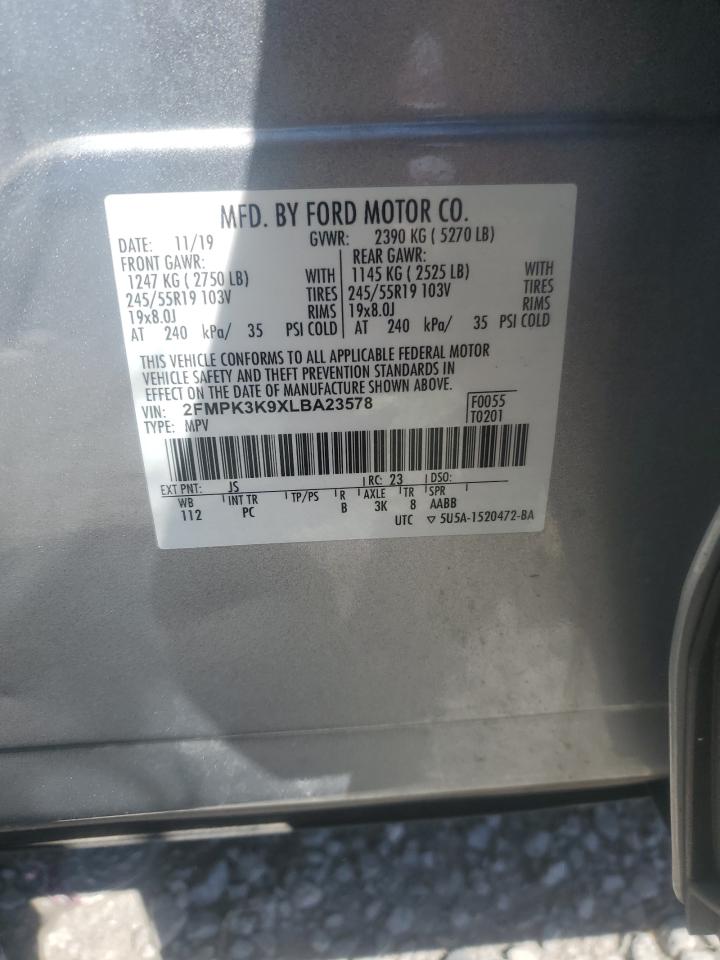 MFD. BY FORD MOTOR CO.
DATE: 11/19 GVWR: 2390 KG ( 5270 LB)
FRONT GAWR: REAR GAWR:
1247 KG ( 2750 LB) WITH 1145 KG ( 2525 LB) WITH
245/55R19 103V TIRES 245/55R19 103V TIRES
19x8.0J RIMS 19x8.0J RIMS
AT 240 kPa/ 35 PSI COLD AT 240 kPa/ 35 PSI COLD
THIS VEHICLE CONFORMS TO ALL APPLICABLE FEDERAL MOTOR
VEHICLE SAFETY AND THEFT PREVENTION STANDARDS IN
EFFECT ON THE DATE OF MANUFACTURE SHOWN ABOVE.
VIN: 2FMPK3K9XLBA23578 F0055
TYPE: MPV T0201
EXT PNT: JS RC: 23 DSO:
WB INT TR TP/PS R AXLE TR SPR
112 PC B 3K 8 AABB
UTC ▽ 5U5A-1520472-BA